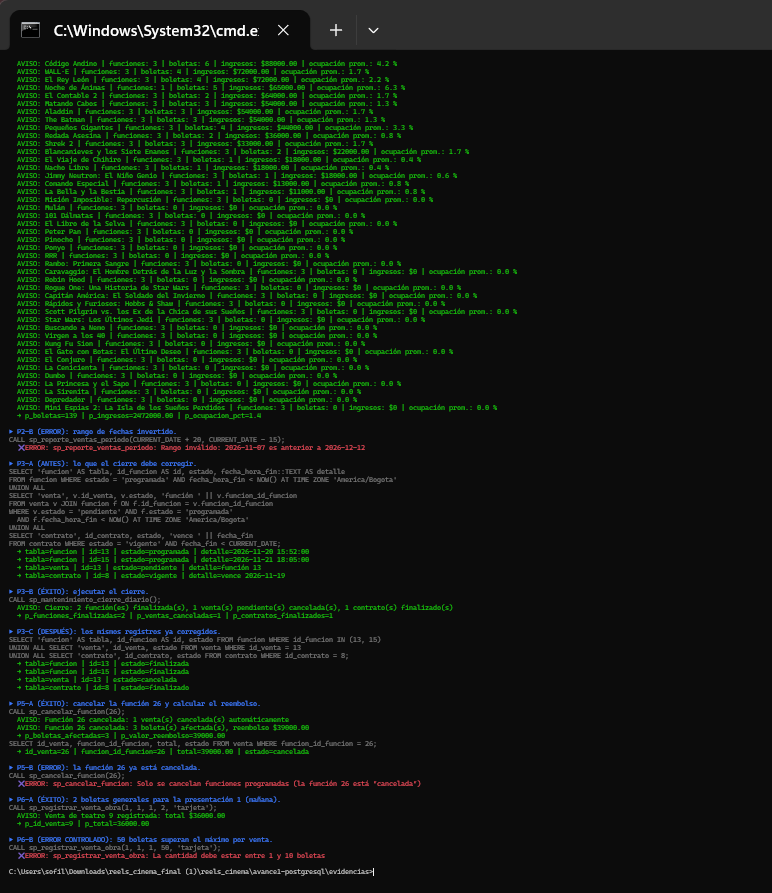 C:\Windows\System32\cmd.e
AVISO: Código Andino | funciones: 3 | boletas: 6 | ingresos: $88000.00 | ocupación prom.: 4.2 %
AVISO: WALL-E | funciones: 3 | boletas: 4 | ingresos: $72000.00 | ocupación prom.: 1.7 %
AVISO: El Rey León | funciones: 3 | boletas: 4 | ingresos: $72000.00 | ocupación prom.: 2.2 %
AVISO: Noche de Ánimas | funciones: 1 | boletas: 5 | ingresos: $65000.00 | ocupación prom.: 6.3 %
AVISO: El Contable 2 | funciones: 3 | boletas: 2 | ingresos: $64000.00 | ocupación prom.: 1.7 %
AVISO: Matando Cabos | funciones: 3 | boletas: 3 | ingresos: $54000.00 | ocupación prom.: 1.3 %
AVISO: Aladdin | funciones: 3 | boletas: 3 | ingresos: $54000.00 | ocupación prom.: 1.7 %
AVISO: The Batman | funciones: 3 | boletas: 3 | ingresos: $54000.00 | ocupación prom.: 1.3 %
AVISO: Pequeños Gigantes | funciones: 3 | boletas: 4 | ingresos: $44000.00 | ocupación prom.: 3.3 %
AVISO: Redada Asesina | funciones: 3 | boletas: 2 | ingresos: $36000.00 | ocupación prom.: 0.8 %
AVISO: Shrek 2 | funciones: 3 | boletas: 3 | ingresos: $33000.00 | ocupación prom.: 1.7 %
AVISO: Blancanieves y los Siete Enanos | funciones: 3 | boletas: 2 | ingresos: $22000.00 | ocupación prom.: 1.7 %
AVISO: El Viaje de Chihiro | funciones: 3 | boletas: 1 | ingresos: $18000.00 | ocupación prom.: 0.4 %
AVISO: Nacho Libre | funciones: 3 | boletas: 1 | ingresos: $18000.00 | ocupación prom.: 0.4 %
AVISO: Jimmy Neutron: El Niño Genio | funciones: 3 | boletas: 1 | ingresos: $18000.00 | ocupación prom.: 0.6 %
AVISO: Comando Especial | funciones: 3 | boletas: 1 | ingresos: $13000.00 | ocupación prom.: 0.8 %
AVISO: La Bella y la Bestia | funciones: 3 | boletas: 1 | ingresos: $11000.00 | ocupación prom.: 0.8 %
AVISO: Misión Imposible: Repercusión | funciones: 3 | boletas: 0 | ingresos: $0 | ocupación prom.: 0.0 %
AVISO: Mulán | funciones: 3 | boletas: 0 | ingresos: $0 | ocupación prom.: 0.0 %
AVISO: 101 Dálmatas | funciones: 3 | boletas: 0 | ingresos: $0 | ocupación prom.: 0.0 %
AVISO: El Libro de la Selva | funciones: 3 | boletas: 0 | ingresos: $0 | ocupación prom.: 0.0 %
AVISO: Peter Pan | funciones: 3 | boletas: 0 | ingresos: $0 | ocupación prom.: 0.0 %
AVISO: Pinocho | funciones: 3 | boletas: 0 | ingresos: $0 | ocupación prom.: 0.0 %
AVISO: Ponyo | funciones: 3 | boletas: 0 | ingresos: $0 | ocupación prom.: 0.0 %
AVISO: RRR | funciones: 3 | boletas: 0 | ingresos: $0 | ocupación prom.: 0.0 %
AVISO: Rambo: Primera Sangre | funciones: 3 | boletas: 0 | ingresos: $0 | ocupación prom.: 0.0 %
AVISO: Caravaggio: El Hombre Detrás de la Luz y la Sombra | funciones: 3 | boletas: 0 | ingresos: $0 | ocupación prom.: 0.0 %
AVISO: Robin Hood | funciones: 3 | boletas: 0 | ingresos: $0 | ocupación prom.: 0.0 %
AVISO: Rogue One: Una Historia de Star Wars | funciones: 3 | boletas: 0 | ingresos: $0 | ocupación prom.: 0.0 %
AVISO: Capitán América: El Soldado del Invierno | funciones: 3 | boletas: 0 | ingresos: $0 | ocupación prom.: 0.0 %
AVISO: Rápidos y Furiosos: Hobbs & Shaw | funciones: 3 | boletas: 0 | ingresos: $0 | ocupación prom.: 0.0 %
AVISO: Scott Pilgrim vs. los Ex de la Chica de sus Sueños | funciones: 3 | boletas: 0 | ingresos: $0 | ocupación prom.: 0.0 %
AVISO: Star Wars: Los Últimos Jedi | funciones: 3 | boletas: 0 | ingresos: $0 | ocupación prom.: 0.0 %
AVISO: Buscando a Nemo | funciones: 3 | boletas: 0 | ingresos: $0 | ocupación prom.: 0.0 %
AVISO: Virgen a los 40 | funciones: 3 | boletas: 0 | ingresos: $0 | ocupación prom.: 0.0 %
AVISO: Kung Fu Sion | funciones: 3 | boletas: 0 | ingresos: $0 | ocupación prom.: 0.0 %
AVISO: El Gato con Botas: El Último Deseo | funciones: 3 | boletas: 0 | ingresos: $0 | ocupación prom.: 0.0 %
AVISO: El Conjuro | funciones: 3 | boletas: 0 | ingresos: $0 | ocupación prom.: 0.0 %
AVISO: La Cenicienta | funciones: 3 | boletas: 0 | ingresos: $0 | ocupación prom.: 0.0 %
AVISO: Dumbo | funciones: 3 | boletas: 0 | ingresos: $0 | ocupación prom.: 0.0 %
AVISO: La Princesa y el Sapo | funciones: 3 | boletas: 0 | ingresos: $0 | ocupación prom.: 0.0 %
AVISO: La Sirenita | funciones: 3 | boletas: 0 | ingresos: $0 | ocupación prom.: 0.0 %
AVISO: Depredador | funciones: 3 | boletas: 0 | ingresos: $0 | ocupación prom.: 0.0 %
AVISO: Mini Espías 2: La Isla de los Sueños Perdidos | funciones: 3 | boletas: 0 | ingresos: $0 | ocupación prom.: 0.0 %
→ p_boletas=139 | p_ingresos=2472000.00 | p_ocupacion_pct=1.4
► P2-B (ERROR): rango de fechas invertido.
CALL sp_reporte_ventas_periodo(CURRENT_DATE + 20, CURRENT_DATE - 15);
❌ERROR: sp_reporte_ventas_periodo: Rango inválido: 2026-11-07 es anterior a 2026-12-12
► P3-A (ANTES): lo que el cierre debe corregir.
SELECT 'funcion' AS tabla, id_funcion AS id, estado, fecha_hora_fin::TEXT AS detalle
FROM funcion WHERE estado = 'programada' AND fecha_hora_fin < NOW() AT TIME ZONE 'America/Bogota'
UNION ALL
SELECT 'venta', v.id_venta, v.estado, 'función ' || v.funcion_id_funcion
FROM venta v JOIN funcion f ON f.id_funcion = v.funcion_id_funcion
WHERE v.estado = 'pendiente' AND f.estado = 'programada'
AND f.fecha_hora_fin < NOW() AT TIME ZONE 'America/Bogota'
UNION ALL
SELECT 'contrato', id_contrato, estado, 'vence ' || fecha_fin
FROM contrato WHERE estado = 'vigente' AND fecha_fin < CURRENT_DATE;
→ tabla=funcion | id=13 | estado=programada | detalle=2026-11-20 15:52:00
→ tabla=funcion | id=15 | estado=programada | detalle=2026-11-21 18:05:00
→ tabla=venta | id=13 | estado=pendiente | detalle=función 13
→ tabla=contrato | id=8 | estado=vigente | detalle=vence 2026-11-19
► P3-B (ÉXITO): ejecutar el cierre.
CALL sp_mantenimiento_cierre_diario();
AVISO: Cierre: 2 función(es) finalizada(s), 1 venta(s) pendiente(s) cancelada(s), 1 contrato(s) finalizado(s)
→ p_funciones_finalizadas=2 | p_ventas_canceladas=1 | p_contratos_finalizados=1
► P3-C (DESPUÉS): los mismos registros ya corregidos.
SELECT 'funcion' AS tabla, id_funcion AS id, estado FROM funcion WHERE id_funcion IN (13, 15)
UNION ALL SELECT 'venta', id_venta, estado FROM venta WHERE id_venta = 13
UNION ALL SELECT 'contrato', id_contrato, estado FROM contrato WHERE id_contrato = 8;
→ tabla=funcion | id=13 | estado=finalizada
→ tabla=funcion | id=15 | estado=finalizada
→ tabla=venta | id=13 | estado=cancelada
→ tabla=contrato | id=8 | estado=finalizado
► P5-A (ÉXITO): cancelar la función 26 y calcular el reembolso.
CALL sp_cancelar_funcion(26);
AVISO: Función 26 cancelada: 1 venta(s) cancelada(s) automáticamente
AVISO: Función 26 cancelada: 3 boleta(s) afectada(s), reembolso $39000.00
→ p_boletas_afectadas=3 | p_valor_reembolso=39000.00
SELECT id_venta, funcion_id_funcion, total, estado FROM venta WHERE funcion_id_funcion = 26;
→ id_venta=26 | funcion_id_funcion=26 | total=39000.00 | estado=cancelada
► P5-B (ERROR): la función 26 ya está cancelada.
CALL sp_cancelar_funcion(26);
❌ERROR: sp_cancelar_funcion: Solo se cancelan funciones programadas (la función 26 está "cancelada")
► P6-A (ÉXITO): 2 boletas generales para la presentación 1 (mañana).
CALL sp_registrar_venta_obra(1, 1, 1, 2, 'tarjeta');
AVISO: Venta de teatro 9 registrada: total $36000.00
→ p_id_venta=9 | p_total=36000.00
► P6-B (ERROR CONTROLADO): 50 boletas superan el máximo por venta.
CALL sp_registrar_venta_obra(1, 1, 1, 50, 'tarjeta');
❌ERROR: sp_registrar_venta_obra: La cantidad debe estar entre 1 y 10 boletas
C:\Users\sofil\Downloads\reels_cinema_final (1)\reels_cinema\avance1-postgresql\evidencias>